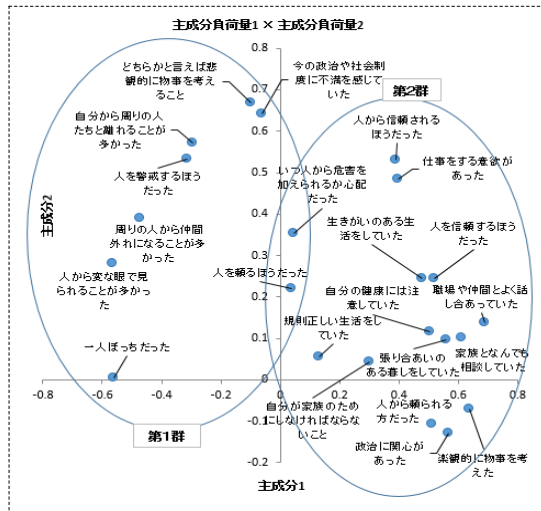 主成分負荷量1 × 主成分負荷量2
0.8
どちらかと言えば悲
観的に物事を考え
ること
今の政治や社会制
度に不満を感じて
いた
0.7
第2群
自分から周りの人
たちと離れることが
多かった
0.6
人から信頼される
ほうだった
人を警戒するほう
だった
0.5
いつ人から危害を
加えられるか心配
だった
仕事をする意欲が
あった
主成分2
0.4
周りの人から仲間
外れになることが多
かった
生きがいのある生
活をしていた
人を信頼するほう
だった
0.3
人から変な眼で見
られることが多かっ
た
人を頼るほうだった
0.2
自分の健康には注
意していた
職場や仲間とよく話
し合あっていた
規則正しい生活をし
ていた
一人ぼっちだった
0.1
張り合あいの
ある暮しをしていた
家族となんでも
相談していた
-0.8
-0.6
-0.4
-0.2
0
0
0.2
0.4
0.6
0.8
自分が家族のため
にしなければならな
いこと
人から頼られる
方だった
-0.1
第1群
政治に関心が
あった
楽観的に物事を考
えた
-0.2
主成分1